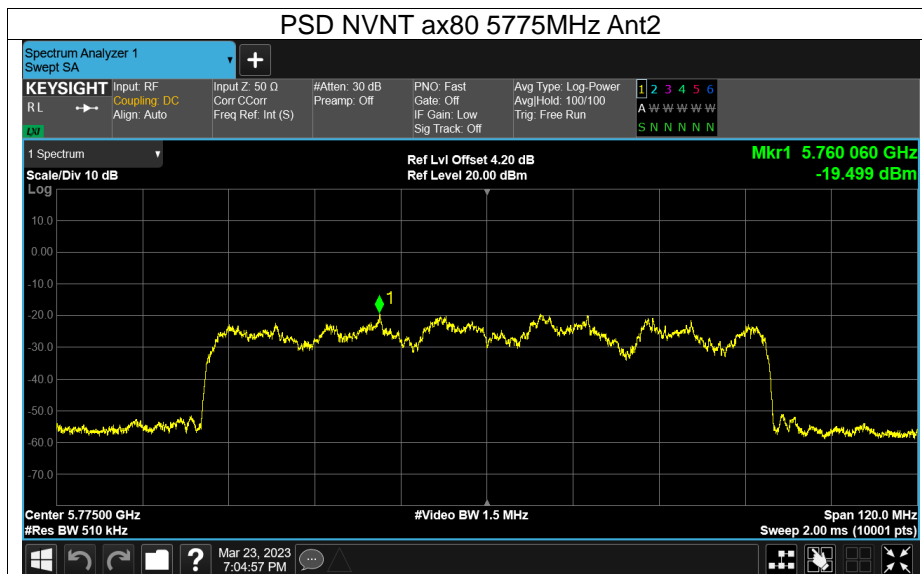 PSD NVNT ax80 5775MHz Ant2
Spectrum Analyzer 1
Swept SA
+
KEYSIGHT Input: RF Input Z: 50 Ω #Atten: 30 dB PNO: Fast Avg Type: Log-Power 1 2 3 4 5 6
R L Coupling: DC Corr CCorr Preamp: Off Gate: Off Avg|Hold: 100/100 A W W W W W
Align: Auto Freq Ref: Int (S) IF Gain: Low Trig: Free Run
LXI Sig Track: Off S N N N N N
1 Spectrum Ref Lvl Offset 4.20 dB Mkr1 5.760 060 GHz
Scale/Div 10 dB Ref Level 20.00 dBm -19.499 dBm
Log
10.0
0.00
-10.0
1
-20.0
-30.0
-40.0
-50.0
-60.0
-70.0
Center 5.77500 GHz #Video BW 1.5 MHz Span 120.0 MHz
#Res BW 510 kHz Sweep 2.00 ms (10001 pts)
? Mar 23, 2023
7:04:57 PM